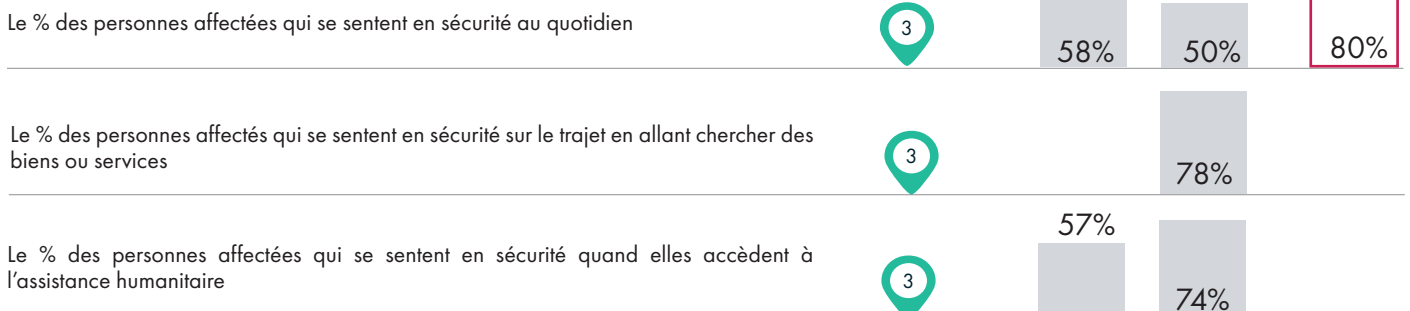 Le % des personnes affectées qui se sentent en sécurité au quotidien
3
58%
50%
80%
Le % des personnes affectés qui se sentent en sécurité sur le trajet en allant chercher des
biens ou services
3
78%
57%
Le % des personnes affectées qui se sentent en sécurité quand elles accèdent à
l’assistance humanitaire
3
74%